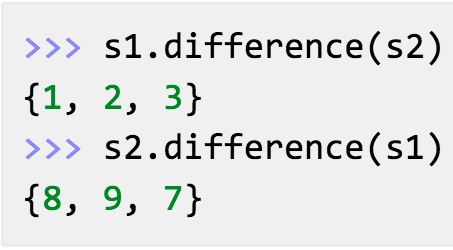 >>> s1.difference(s2)
{1, 2, 3}
>>> s2.difference(s1)
{8, 9, 7}